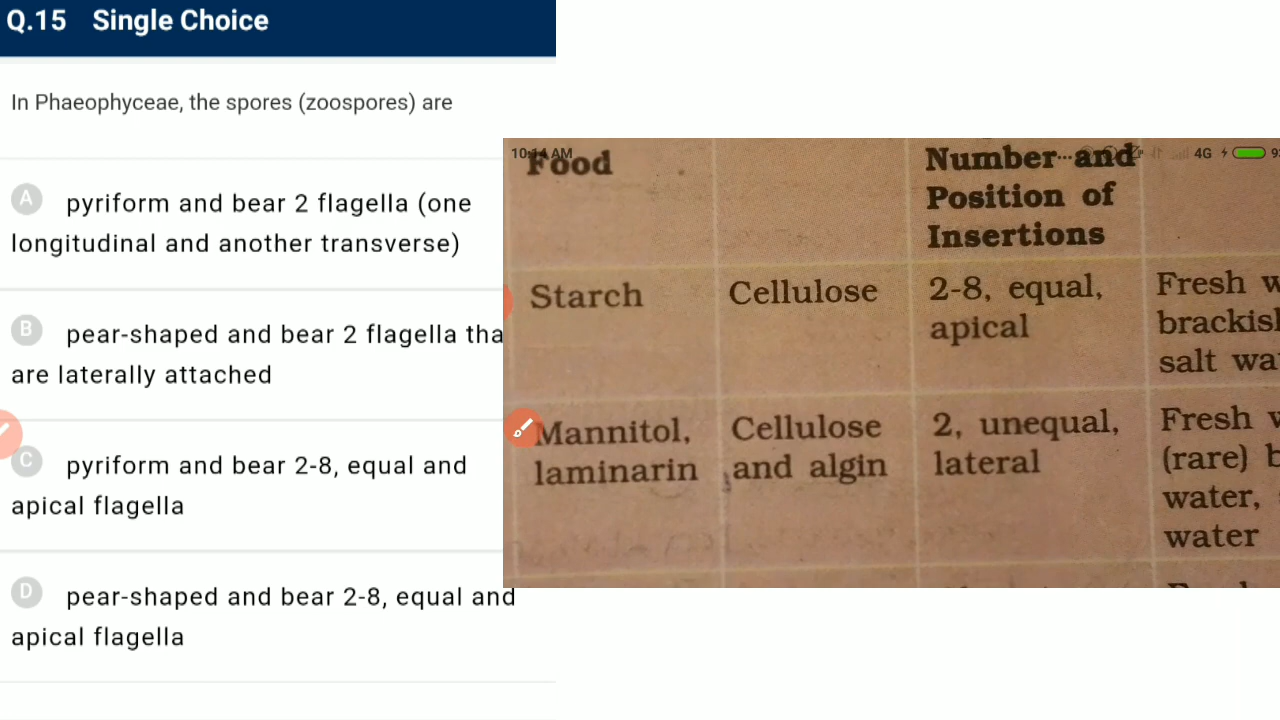 Q.15 Single Choice
In Phaeophyceae, the spores (zoospores) are
A pyriform and bear 2 flagella (one
longitudinal and another transverse)
B pear-shaped and bear 2 flagella tha
are laterally attached
C pyriform and bear 2-8, equal and
apical flagella
D pear-shaped and bear 2-8, equal and
apical flagella
10:14 AM
4G
Food
Number and
Position of
Insertions
Starch
Cellulose
2-8, equal,
apical
Fresh w
brackish
salt wa
Mannitol,
laminarin
Cellulose
and algin
2, unequal,
lateral
Fresh w
(rare) b
water,
water